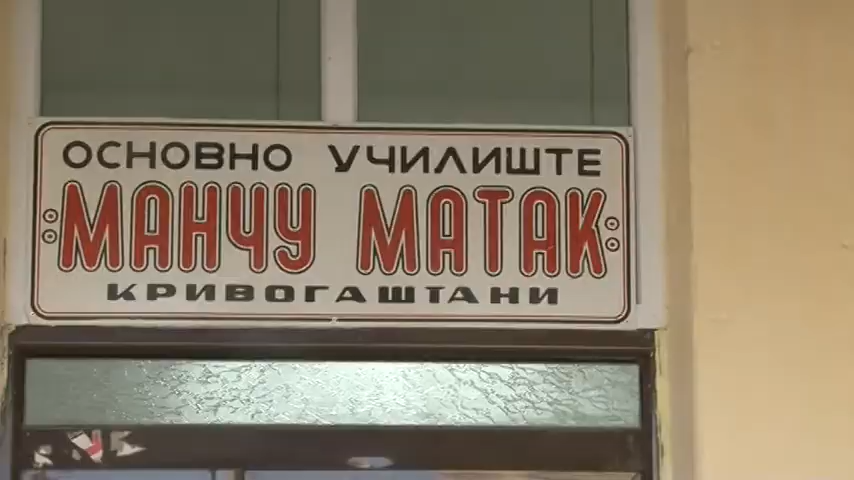 ОСНОВНО УЧИЛИШТЕ
МАНЧУ МАТАК
КРИВОГАШТАНИ